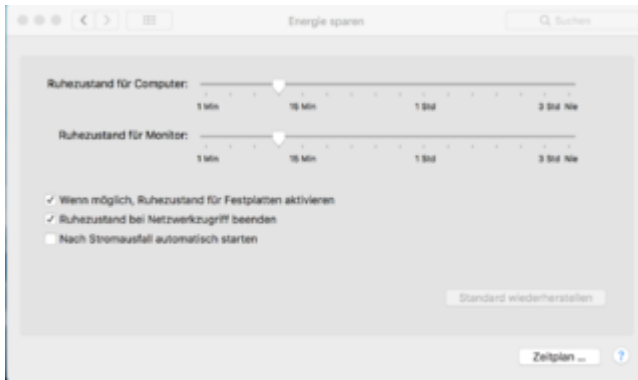 Energie sparen
Suchen
Ruhezustand für Computer:
1 Min 15 Min 1 Std 3 Std Nie
Ruhezustand für Monitor:
1 Min 15 Min 1 Std 3 Std Nie
Wenn möglich, Ruhezustand für Festplatten aktivieren
Ruhezustand bei Netzwerkzugriff beenden
Nach Stromausfall automatisch starten
Standard wiederherstellen
Zeitplan ... ?